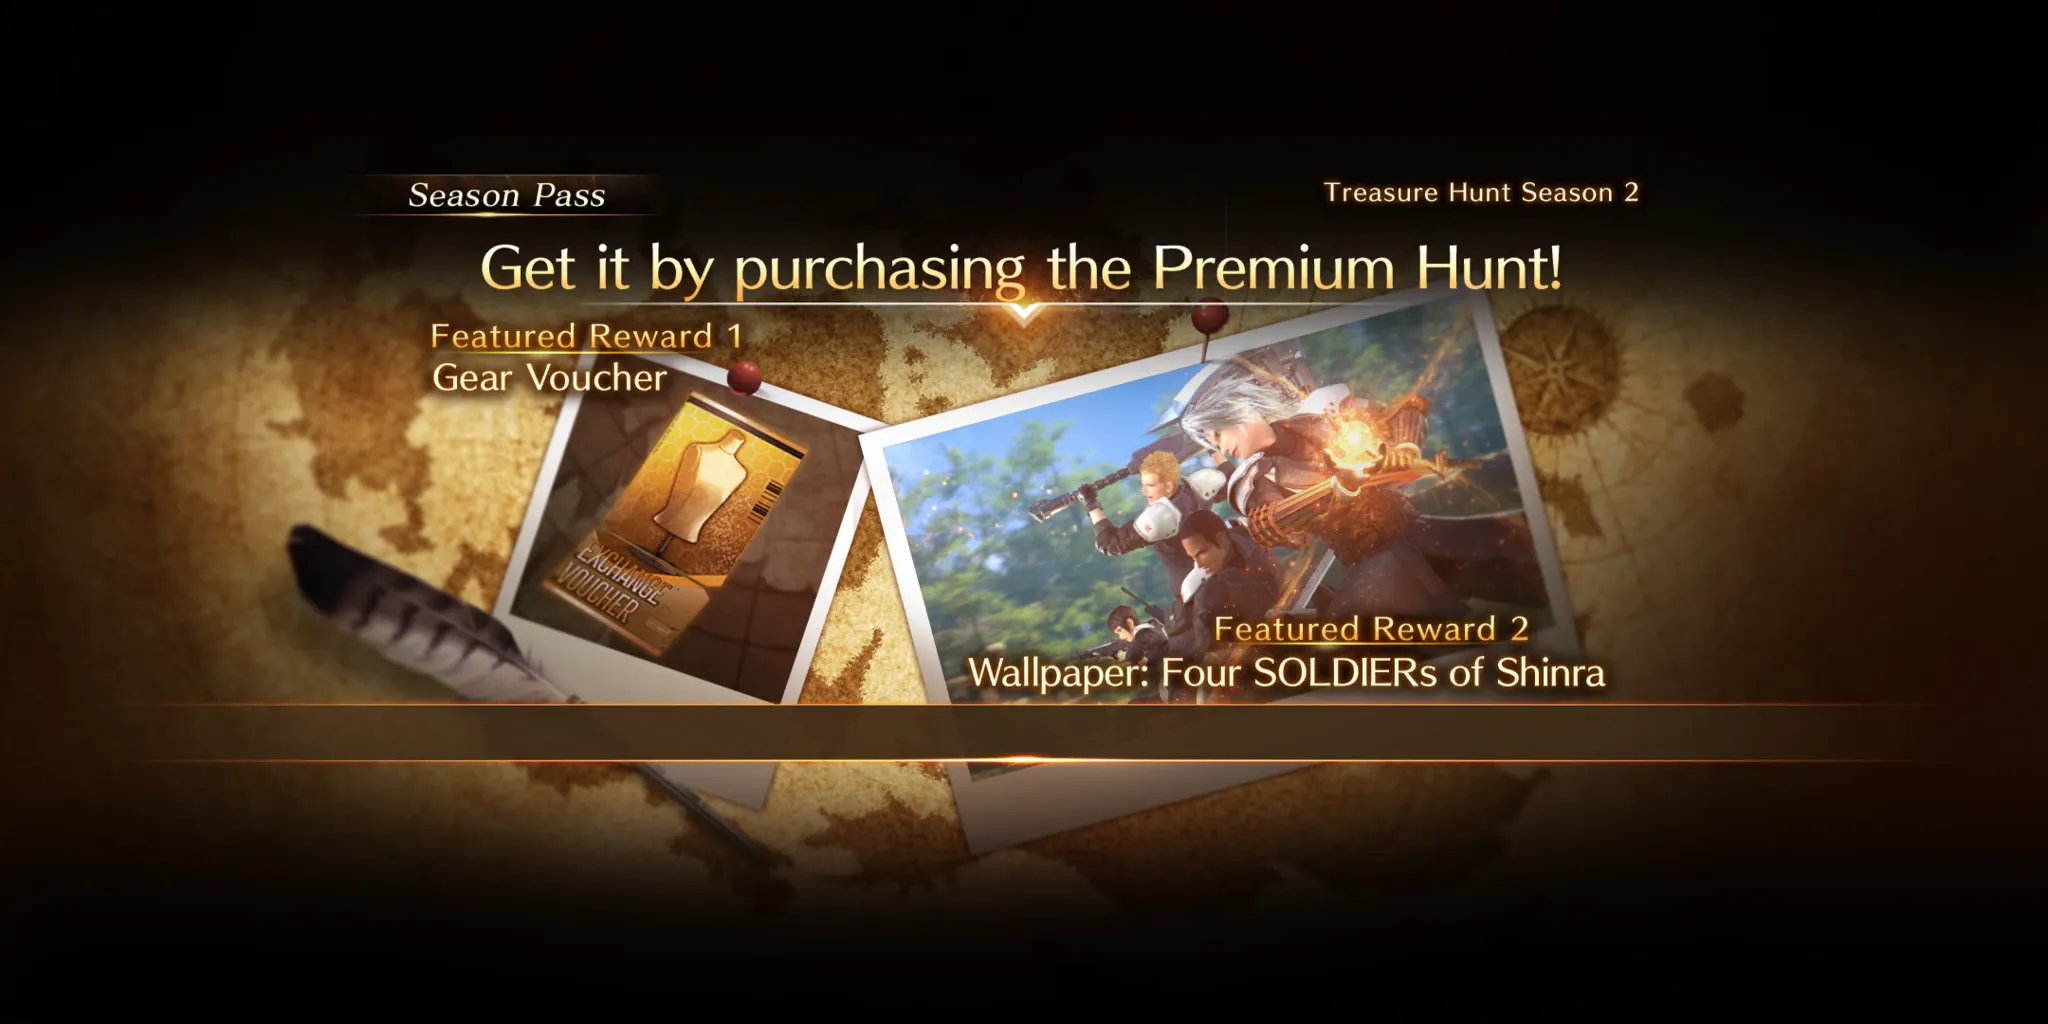 Season Pass
Treasure Hunt Season 2
Get it by purchasing the Premium Hunt!
Featured Reward 1
Gear Voucher
EXCHANGE
VOUCHER
Featured Reward 2
Wallpaper: Four SOLDIERs of Shinra